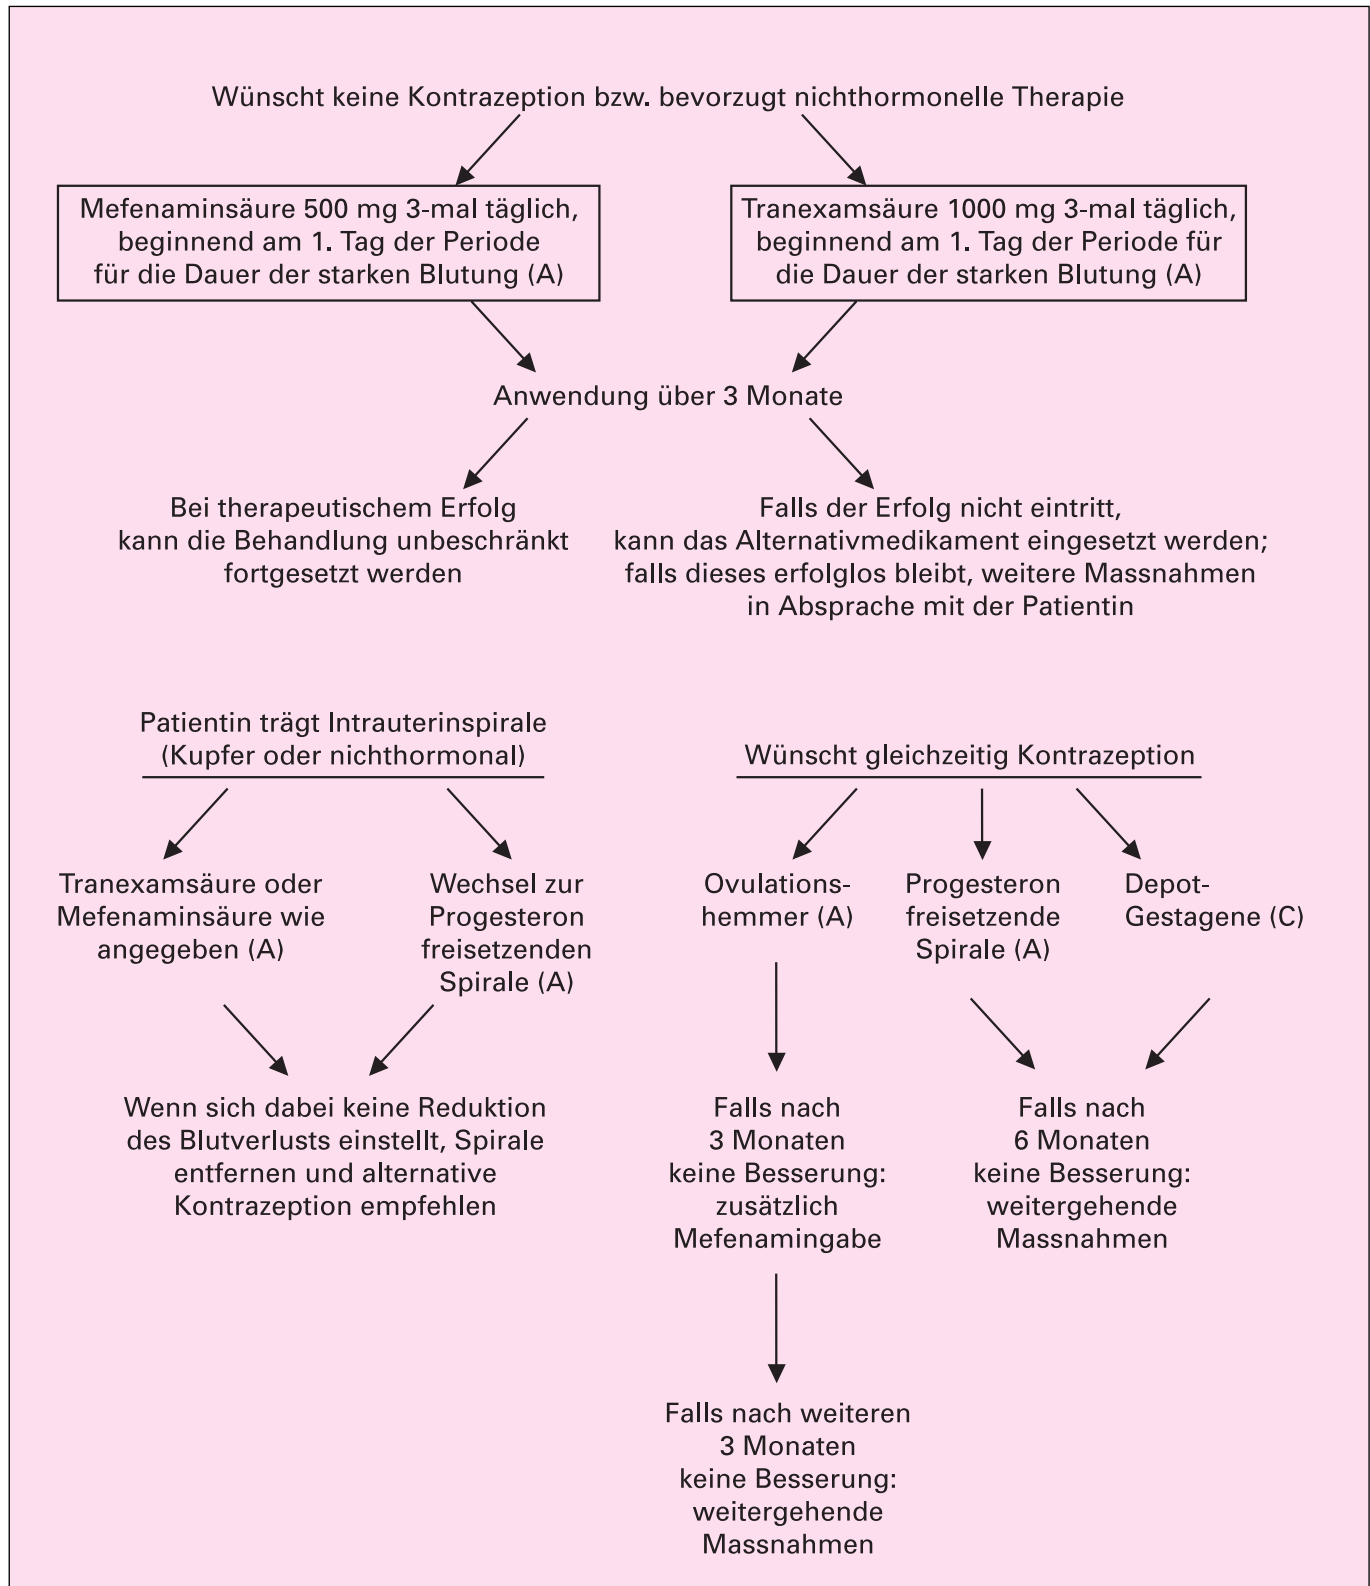 Wünscht keine Kontrazeption bzw. bevorzugt nichthormonelle Therapie
Mefenaminsäure 500 mg 3-mal täglich,
beginnend am 1. Tag der Periode
für die Dauer der starken Blutung (A)
Tranexamsäure 1000 mg 3-mal täglich,
beginnend am 1. Tag der Periode für
die Dauer der starken Blutung (A)
Anwendung über 3 Monate
Bei therapeutischem Erfolg
kann die Behandlung unbeschränkt
fortgesetzt werden
Falls der Erfolg nicht eintritt,
kann das Alternativmedikament eingesetzt werden;
falls dieses erfolglos bleibt, weitere Massnahmen
in Absprache mit der Patientin
Patientin trägt Intrauterinspirale
(Kupfer oder nichthormonal)
Tranexamsäure oder
Mefenaminsäure wie
angegeben (A)
Wechsel zur
Progesteron
freisetzenden
Spirale (A)
Wenn sich dabei keine Reduktion
des Blutverlusts einstellt, Spirale
entfernen und alternative
Kontrazeption empfehlen
Wünscht gleichzeitig Kontrazeption
Ovulations-
hemmer (A)
Progesteron
freisetzende
Spirale (A)
Depot-
Gestagene (C)
Falls nach
3 Monaten
keine Besserung:
zusätzlich
Mefenamingabe
Falls nach
6 Monaten
keine Besserung:
weitergehende
Massnahmen
Falls nach weiteren
3 Monaten
keine Besserung:
weitergehende
Massnahmen